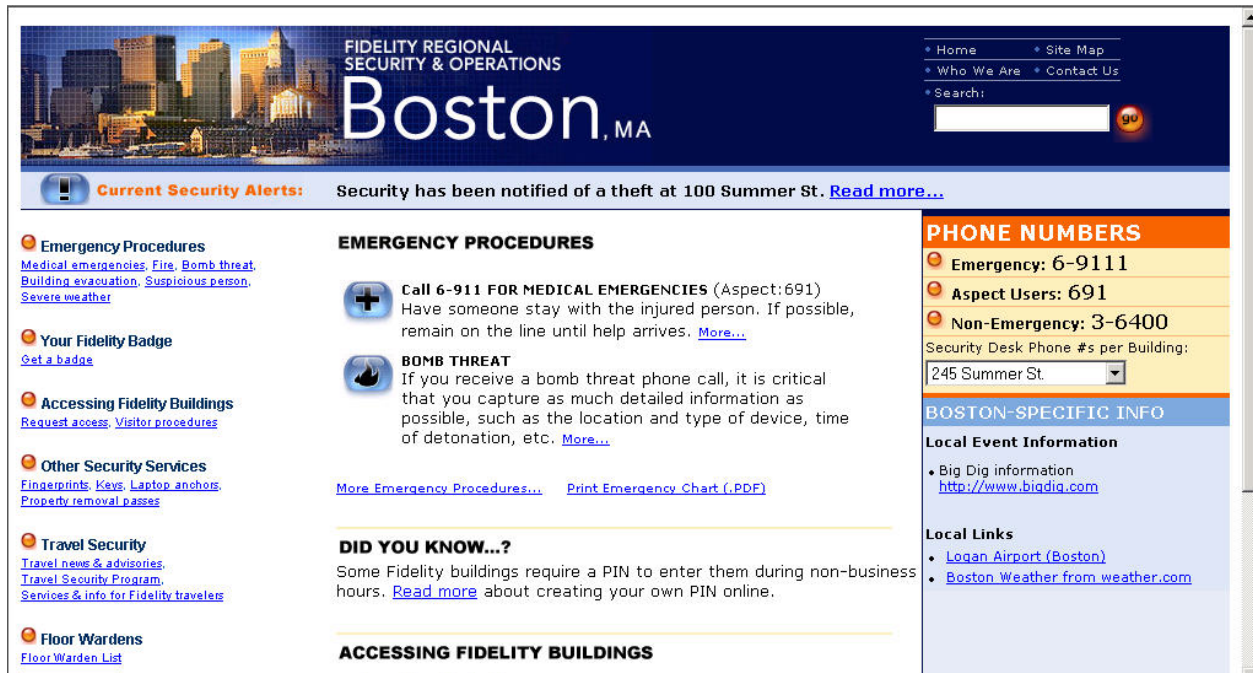 FIDELITY REGIONAL
SECURITY & OPERATIONS
Boston, MA
Home
Site Map
Who We Are
Contact Us
Search:
go
Current Security Alerts:
Security has been notified of a theft at 100 Summer St. Read more...
Emergency Procedures
Medical emergencies, Fire, Bomb threat,
Building evacuation, Suspicious person,
Severe weather
Your Fidelity Badge
Get a badge
Accessing Fidelity Buildings
Request access, Visitor procedures
Other Security Services
Fingerprints, Keys, Laptop anchors,
Property removal passes
Travel Security
Travel news & advisories,
Travel Security Program,
Services & info for Fidelity travelers
Floor Wardens
Floor Warden List
EMERGENCY PROCEDURES
Call 6-911 FOR MEDICAL EMERGENCIES (Aspect:691)
Have someone stay with the injured person. If possible,
remain on the line until help arrives. More...
BOMB THREAT
If you receive a bomb threat phone call, it is critical
that you capture as much detailed information as
possible, such as the location and type of device, time
of detonation, etc. More...
More Emergency Procedures...
Print Emergency Chart (.PDF)
DID YOU KNOW...?
Some Fidelity buildings require a PIN to enter them during non-business
hours. Read more about creating your own PIN online.
ACCESSING FIDELITY BUILDINGS
PHONE NUMBERS
Emergency: 6-9111
Aspect Users: 691
Non-Emergency: 3-6400
Security Desk Phone #s per Building:
245 Summer St.
BOSTON-SPECIFIC INFO
Local Event Information
• Big Dig information
http://www.bigdig.com
Local Links
• Logan Airport (Boston)
• Boston Weather from weather.com